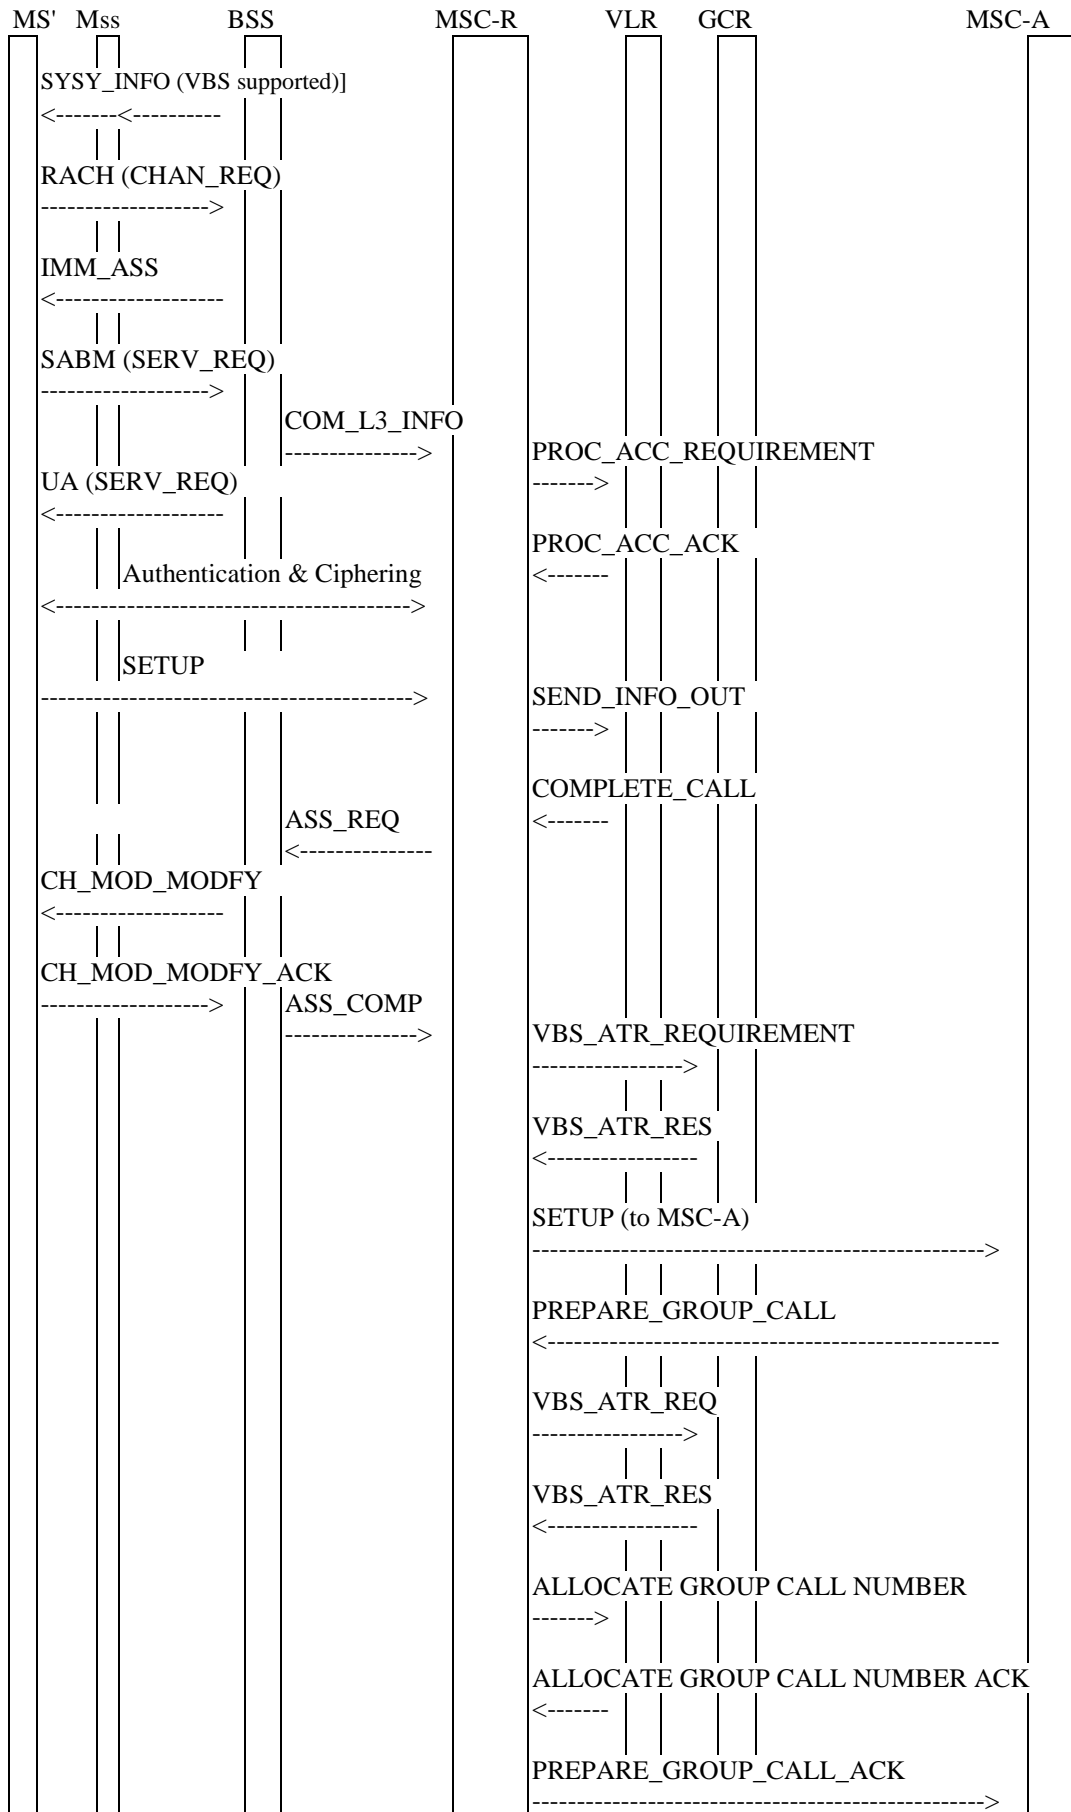 MS' Mss BSS MSC-R VLR GCR MSC-A
SYSY_INFO (VBS supported)]
<-------<----------
RACH (CHAN_REQ)
------------------->
IMM_ASS
<-------------------
SABM (SERV_REQ)
------------------->
COM_L3_INFO
--------------->
PROC_ACC_REQUIREMENT
UA (SERV_REQ)
------->
<-------------------
PROC_ACC_ACK
Authentication & Ciphering
<-------
<---------------------------------------->
SETUP
------------------------------------------>
SEND_INFO_OUT
------->
COMPLETE_CALL
ASS_REQ
<-------
<---------------
CH_MOD_MODFY
<-------------------
CH_MOD_MODFY_ACK
-------------------> ASS_COMP
--------------->
VBS_ATR_REQUIREMENT
----------------->
VBS_ATR_RES
<-----------------
SETUP (to MSC-A)
--------------------------------------------------->
PREPARE_GROUP_CALL
<---------------------------------------------------
VBS_ATR_REQ
----------------->
VBS_ATR_RES
<-----------------
ALLOCATE GROUP CALL NUMBER
------->
ALLOCATE GROUP CALL NUMBER ACK
<-------
PREPARE_GROUP_CALL_ACK
----------------------------------------------------->